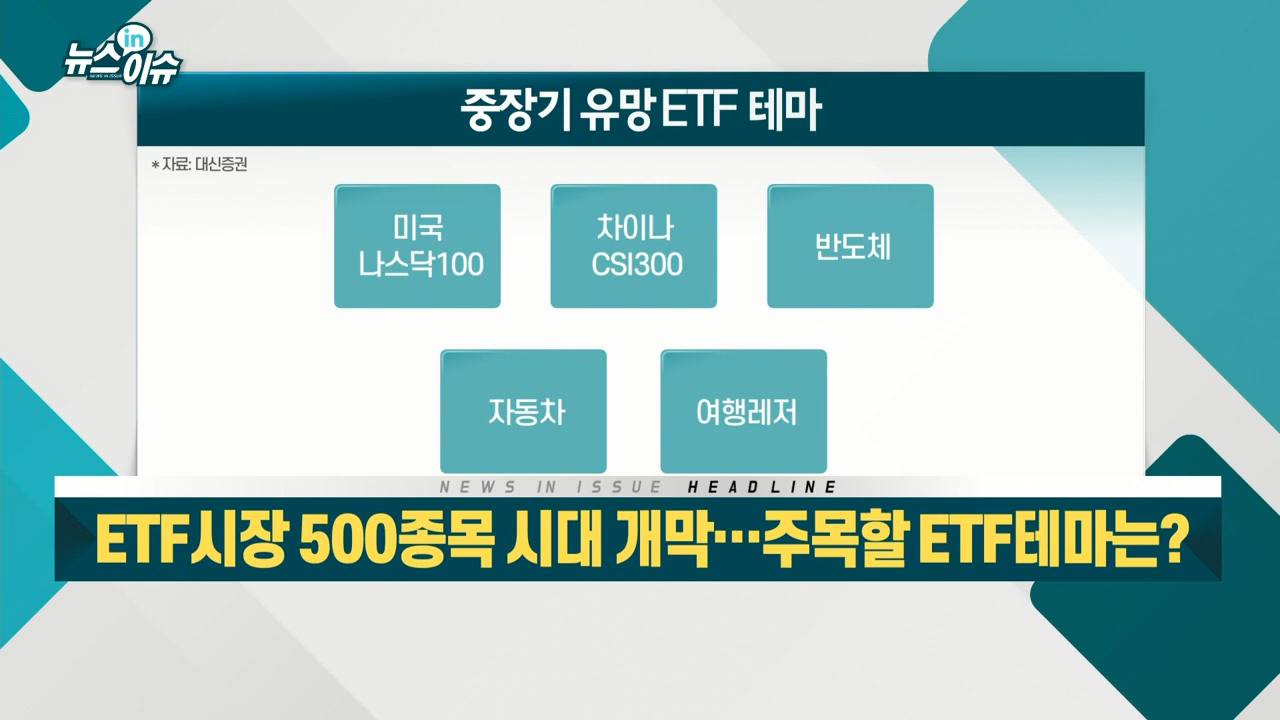 뉴스in이슈
NEWS IN ISSUE
중장기 유망 ETF 테마
* 자료: 대신증권
미국
나스닥100
차이나
CSI300
반도체
자동차
여행레저
NEWS IN ISSUE HEADLINE
ETF시장 500종목 시대 개막…주목할 ETF테마는?